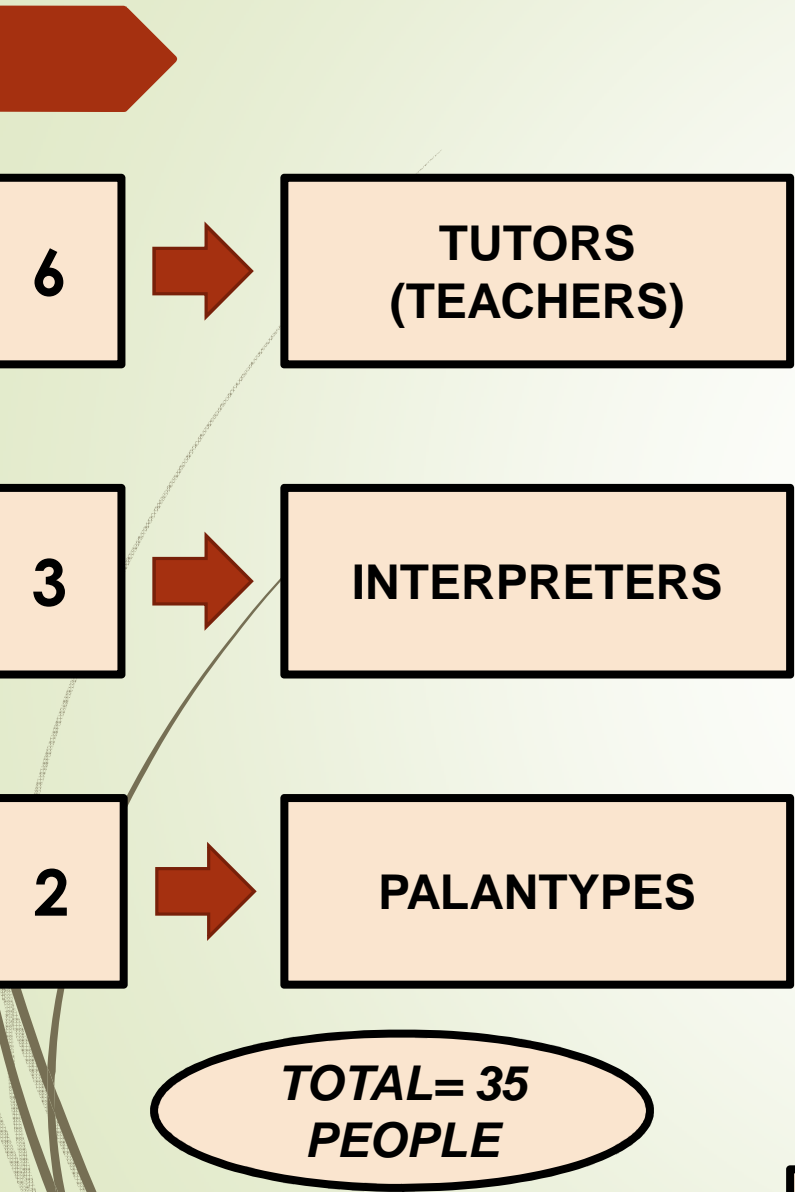 6
TUTORS
(TEACHERS)
3
INTERPRETERS
2
PALANTYPES
TOTAL= 35
PEOPLE